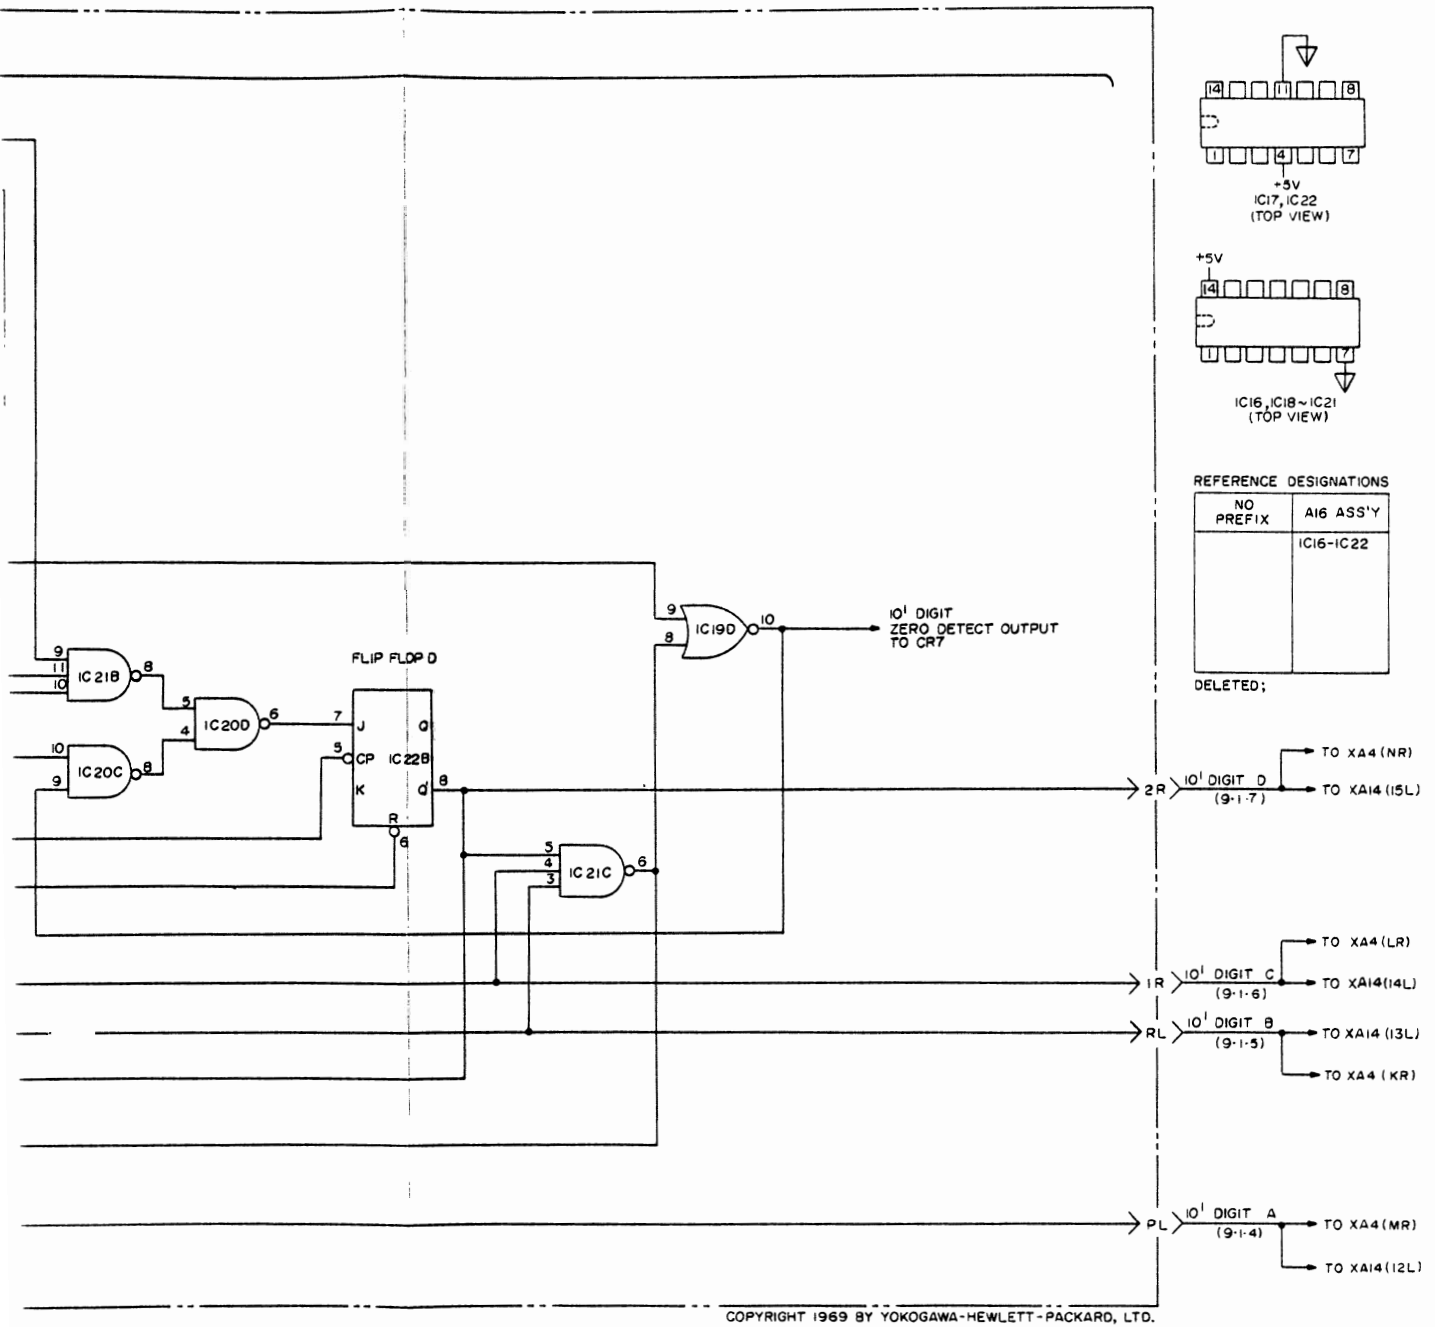 14
11
8
1
4
7
+5V
IC17, IC22
(TOP VIEW)
+5V
14
8
1
7
IC16, IC18~IC21
(TOP VIEW)
REFERENCE DESIGNATIONS
NO PREFIX
A16 ASS'Y
IC16-IC22
DELETED;
9
8
IC19D
10
10¹ DIGIT
ZERO DETECT OUTPUT
TO CR7
9
11
10
IC21B
8
5
4
IC20D
6
10
9
IC20C
8
FLIP FLOP D
7
J
Q
5
CP
IC22B
K
Q
8
R
6
5
4
3
IC21C
6
2R
10¹ DIGIT D
(9-1-7)
TO XA4 (NR)
TO XA14 (15L)
1R
10¹ DIGIT C
(9-1-6)
TO XA4 (LR)
TO XA14 (14L)
RL
10¹ DIGIT B
(9-1-5)
TO XA14 (13L)
TO XA4 (KR)
PL
10¹ DIGIT A
(9-1-4)
TO XA4 (MR)
TO XA14 (12L)
COPYRIGHT 1969 BY YOKOGAWA-HEWLETT-PACKARD, LTD.